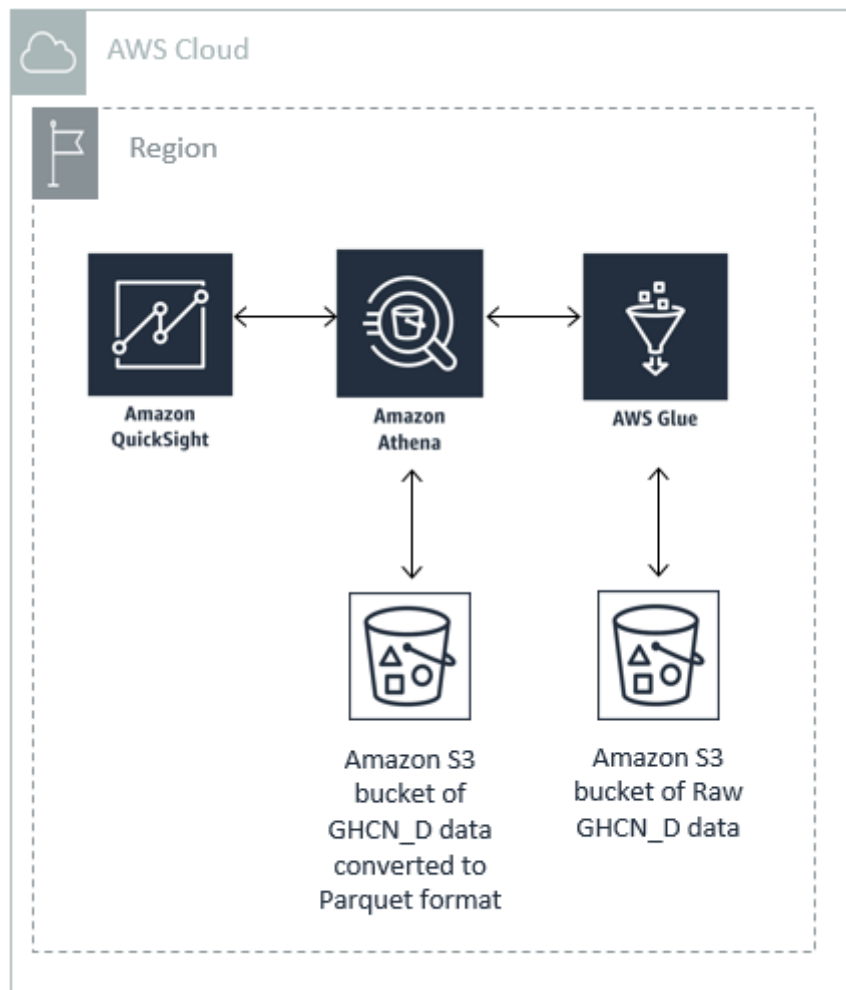 AWS Cloud
Region
Amazon
QuickSight
Amazon
Athena
AWS Glue
Amazon S3
bucket of
GHCN_D data
converted to
Parquet format
Amazon S3
bucket of Raw
GHCN_D data